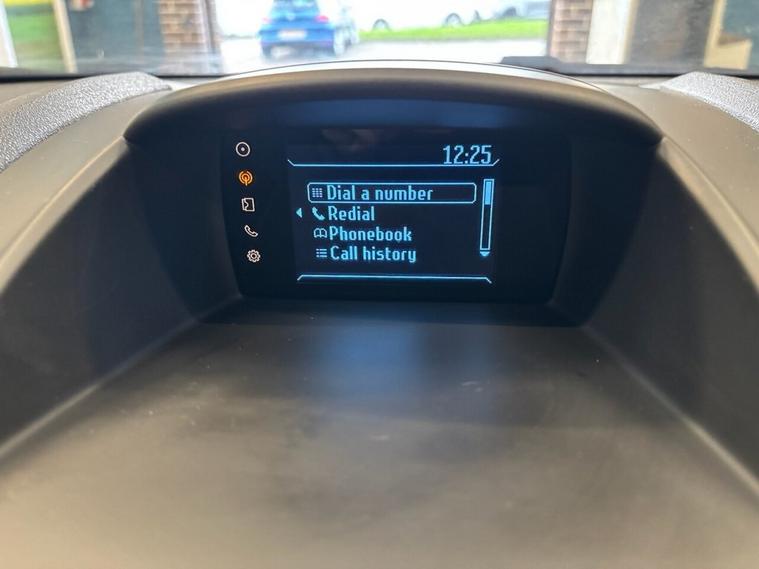 12:25
Dial a number
Redial
Phonebook
Call history